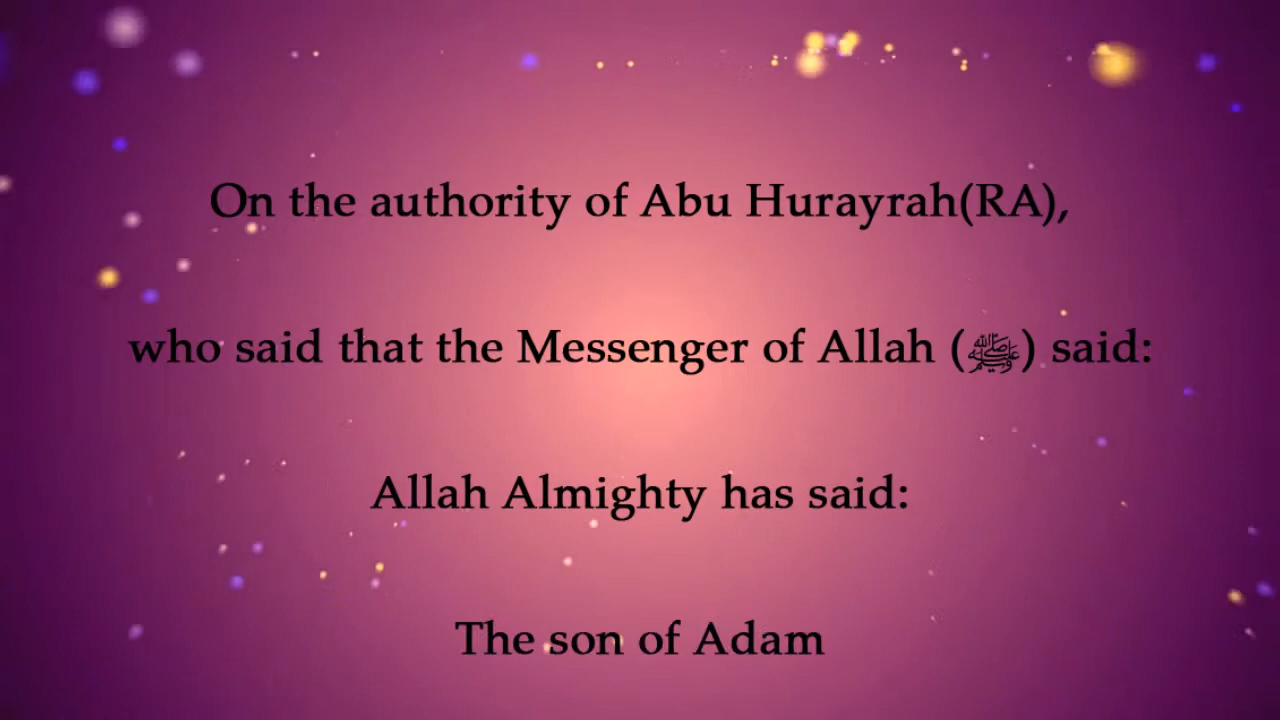 On the authority of Abu Hurayrah(RA),
who said that the Messenger of Allah (ﷺ) said:
Allah Almighty has said:
The son of Adam